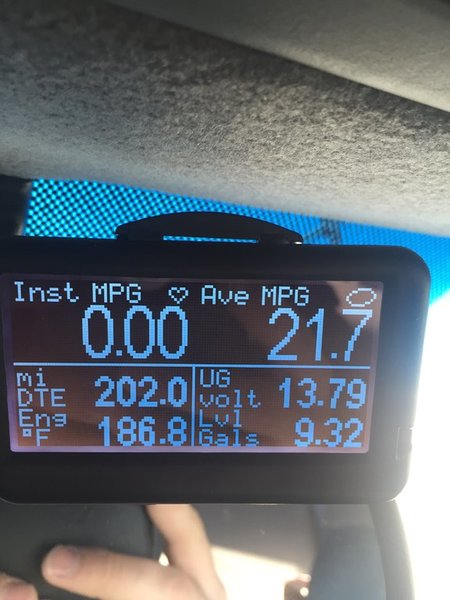 Inst MPG ♡ Ave MPG
0.00 21.7
mi DTE 202.0 UG volt 13.79
Eng °F 186.8 Lvl Gals 9.32